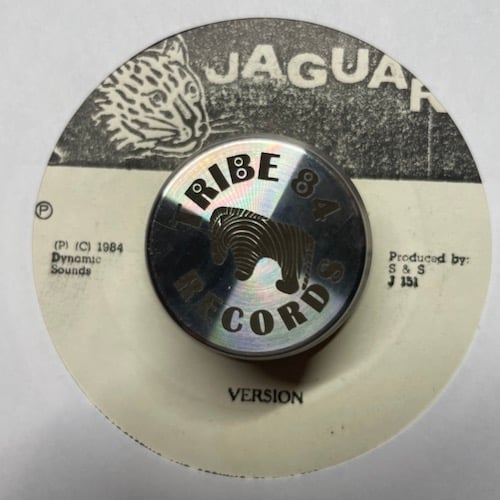 JAGUAR
TRIBE 84
RECORDS
℗
(P) (C) 1984
Dynamic
Sounds
Produced by:
S & S
J 151
VERSION